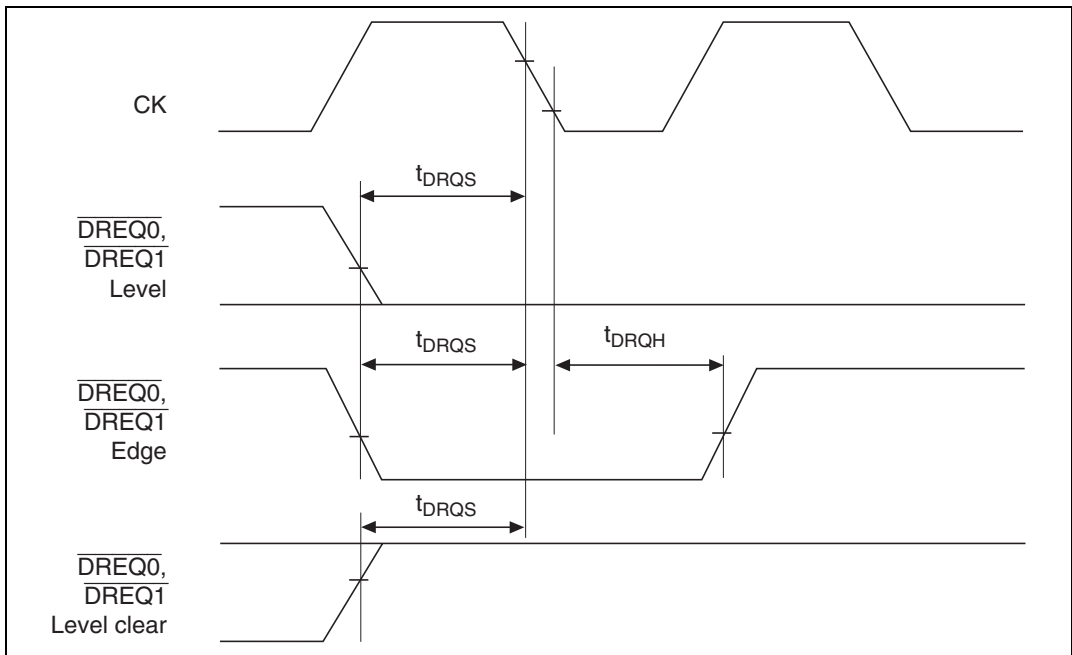 CK
tDRQS
DREQ0,
DREQ1
Level
tDRQS
tDRQH
DREQ0,
DREQ1
Edge
tDRQS
DREQ0,
DREQ1
Level clear